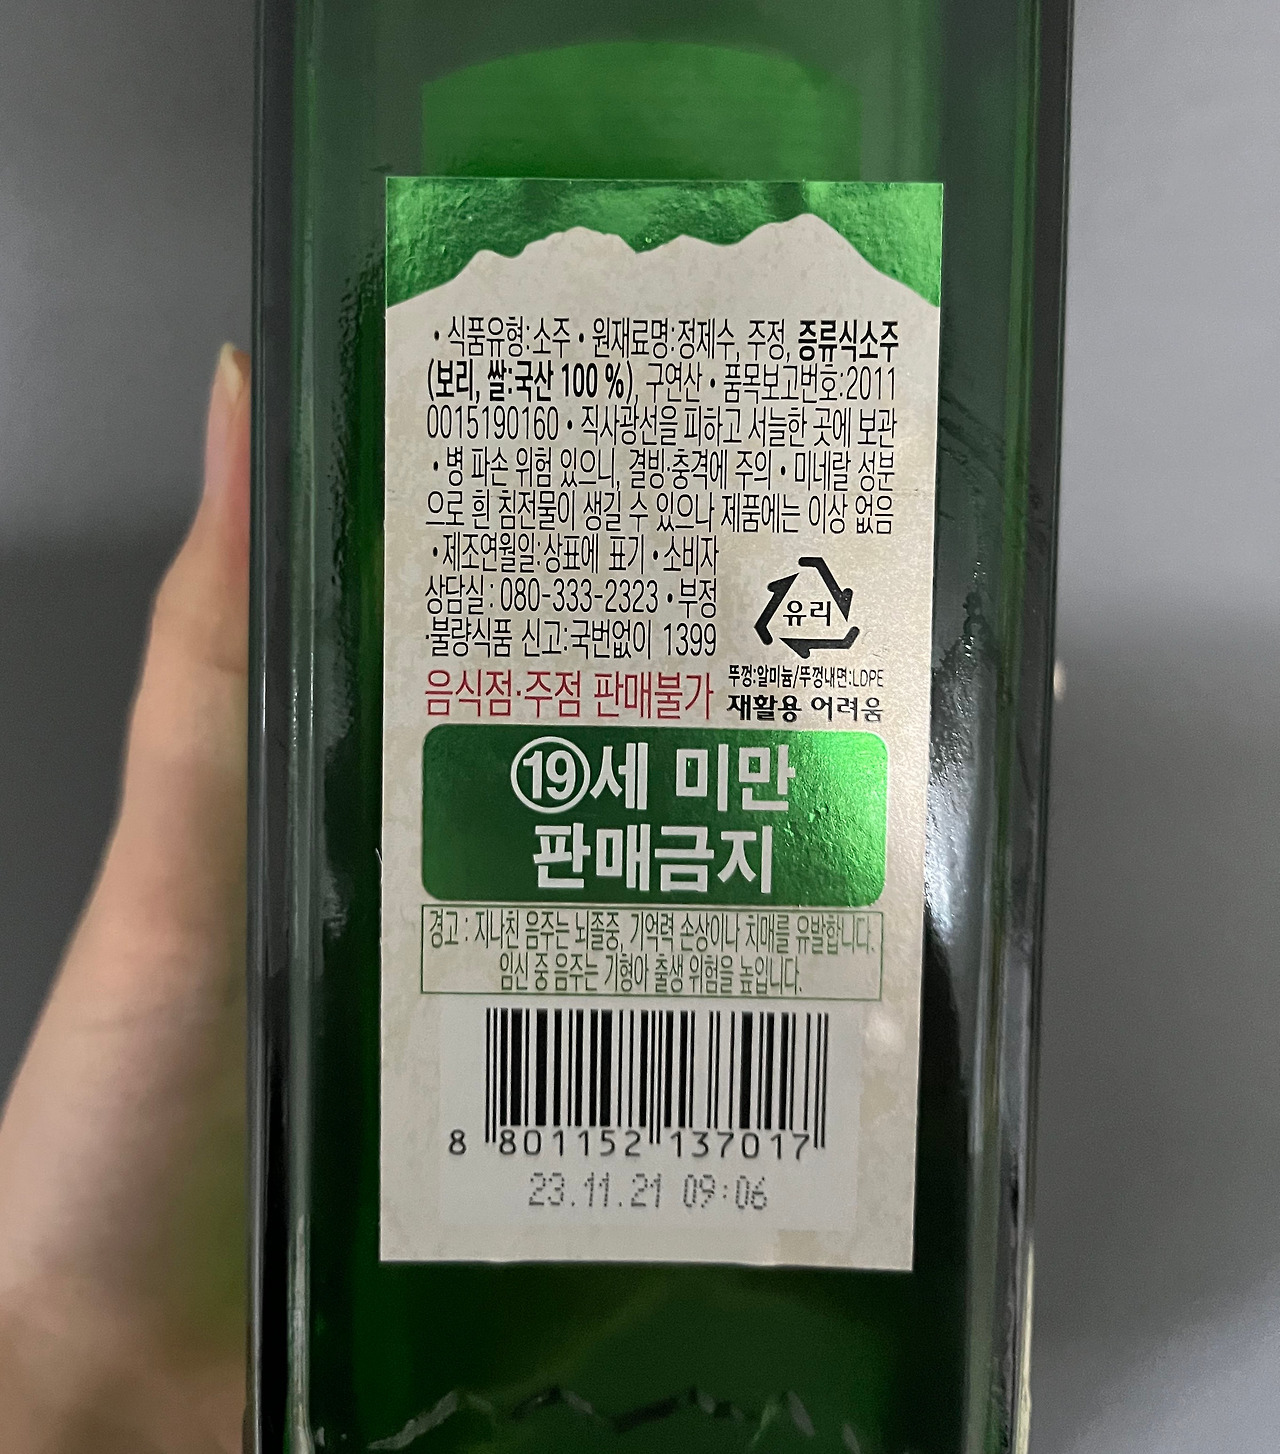 • 식품유형:소주 • 원재료명:정제수, 주정, 증류식소주
(보리, 쌀:국산 100 %), 구연산 • 품목보고번호:2011
0015190160 • 직사광선을 피하고 서늘한 곳에 보관
• 병 파손 위험 있으니, 결빙·충격에 주의 • 미네랄 성분
으로 흰 침전물이 생길 수 있으나 제품에는 이상 없음
• 제조연월일:상표에 표기 • 소비자
상담실:080-333-2323 • 부정
·불량식품 신고:국번없이 1399
유리
뚜껑:알미늄/뚜껑내면:LDPE
재활용 어려움
음식점·주점 판매불가
19세 미만
판매금지
경고 : 지나친 음주는 뇌졸중, 기억력 손상이나 치매를 유발합니다.
임신 중 음주는 기형아 출생 위험을 높입니다.
8 801152 137017
23.11.21 09:06